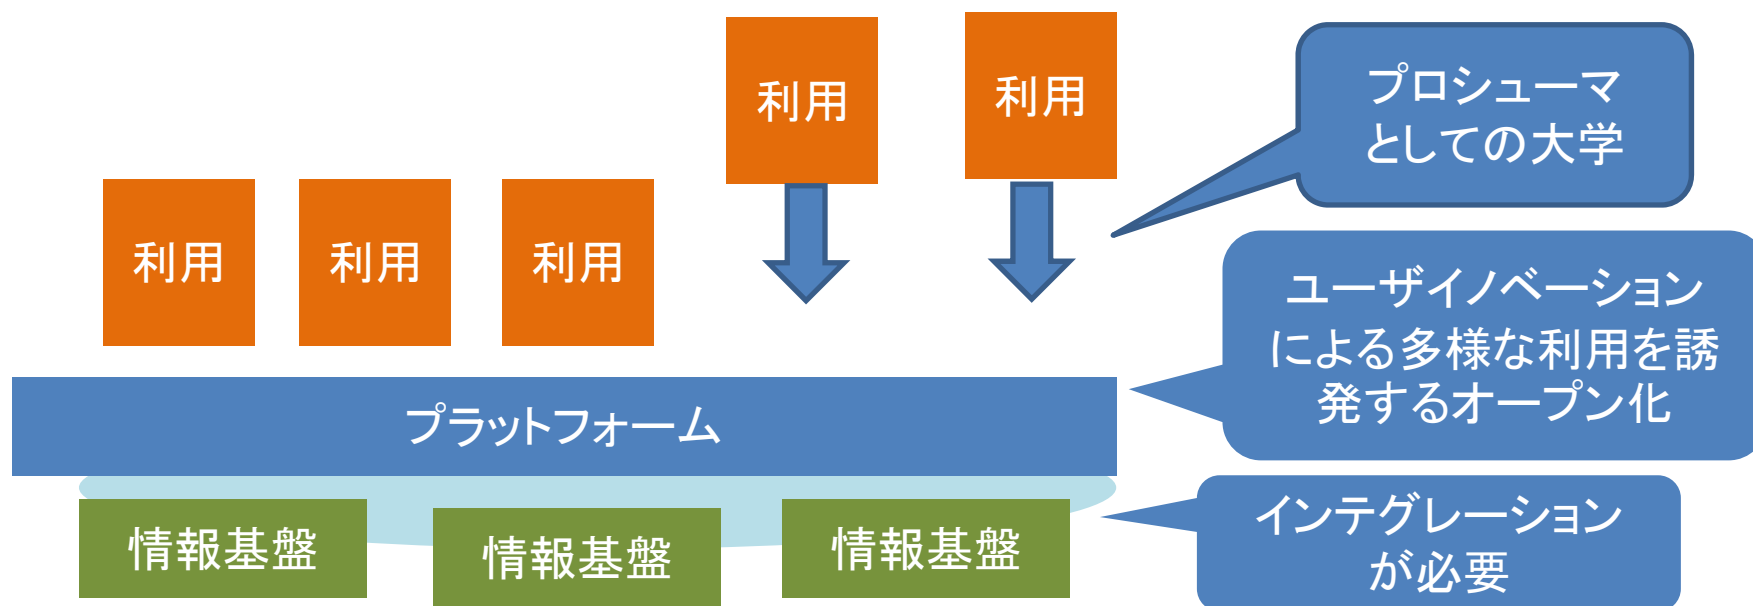 利用
利用
プロシューマ
としての大学
利用
利用
利用
ユーザイノベーション
による多様な利用を誘
発するオープン化
プラットフォーム
インテグレーション
が必要
情報基盤
情報基盤
情報基盤